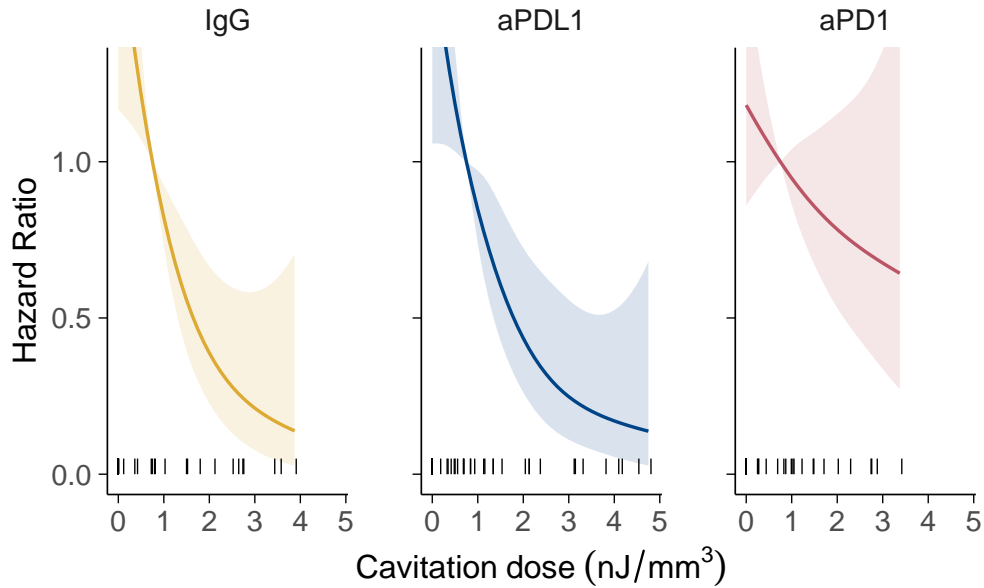 IgG aPDL1 aPD1
Hazard Ratio
1.0
0.5
0.0
0 1 2 3 4 5 0 1 2 3 4 5 0 1 2 3 4 5
Cavitation dose (nJ/mm³)